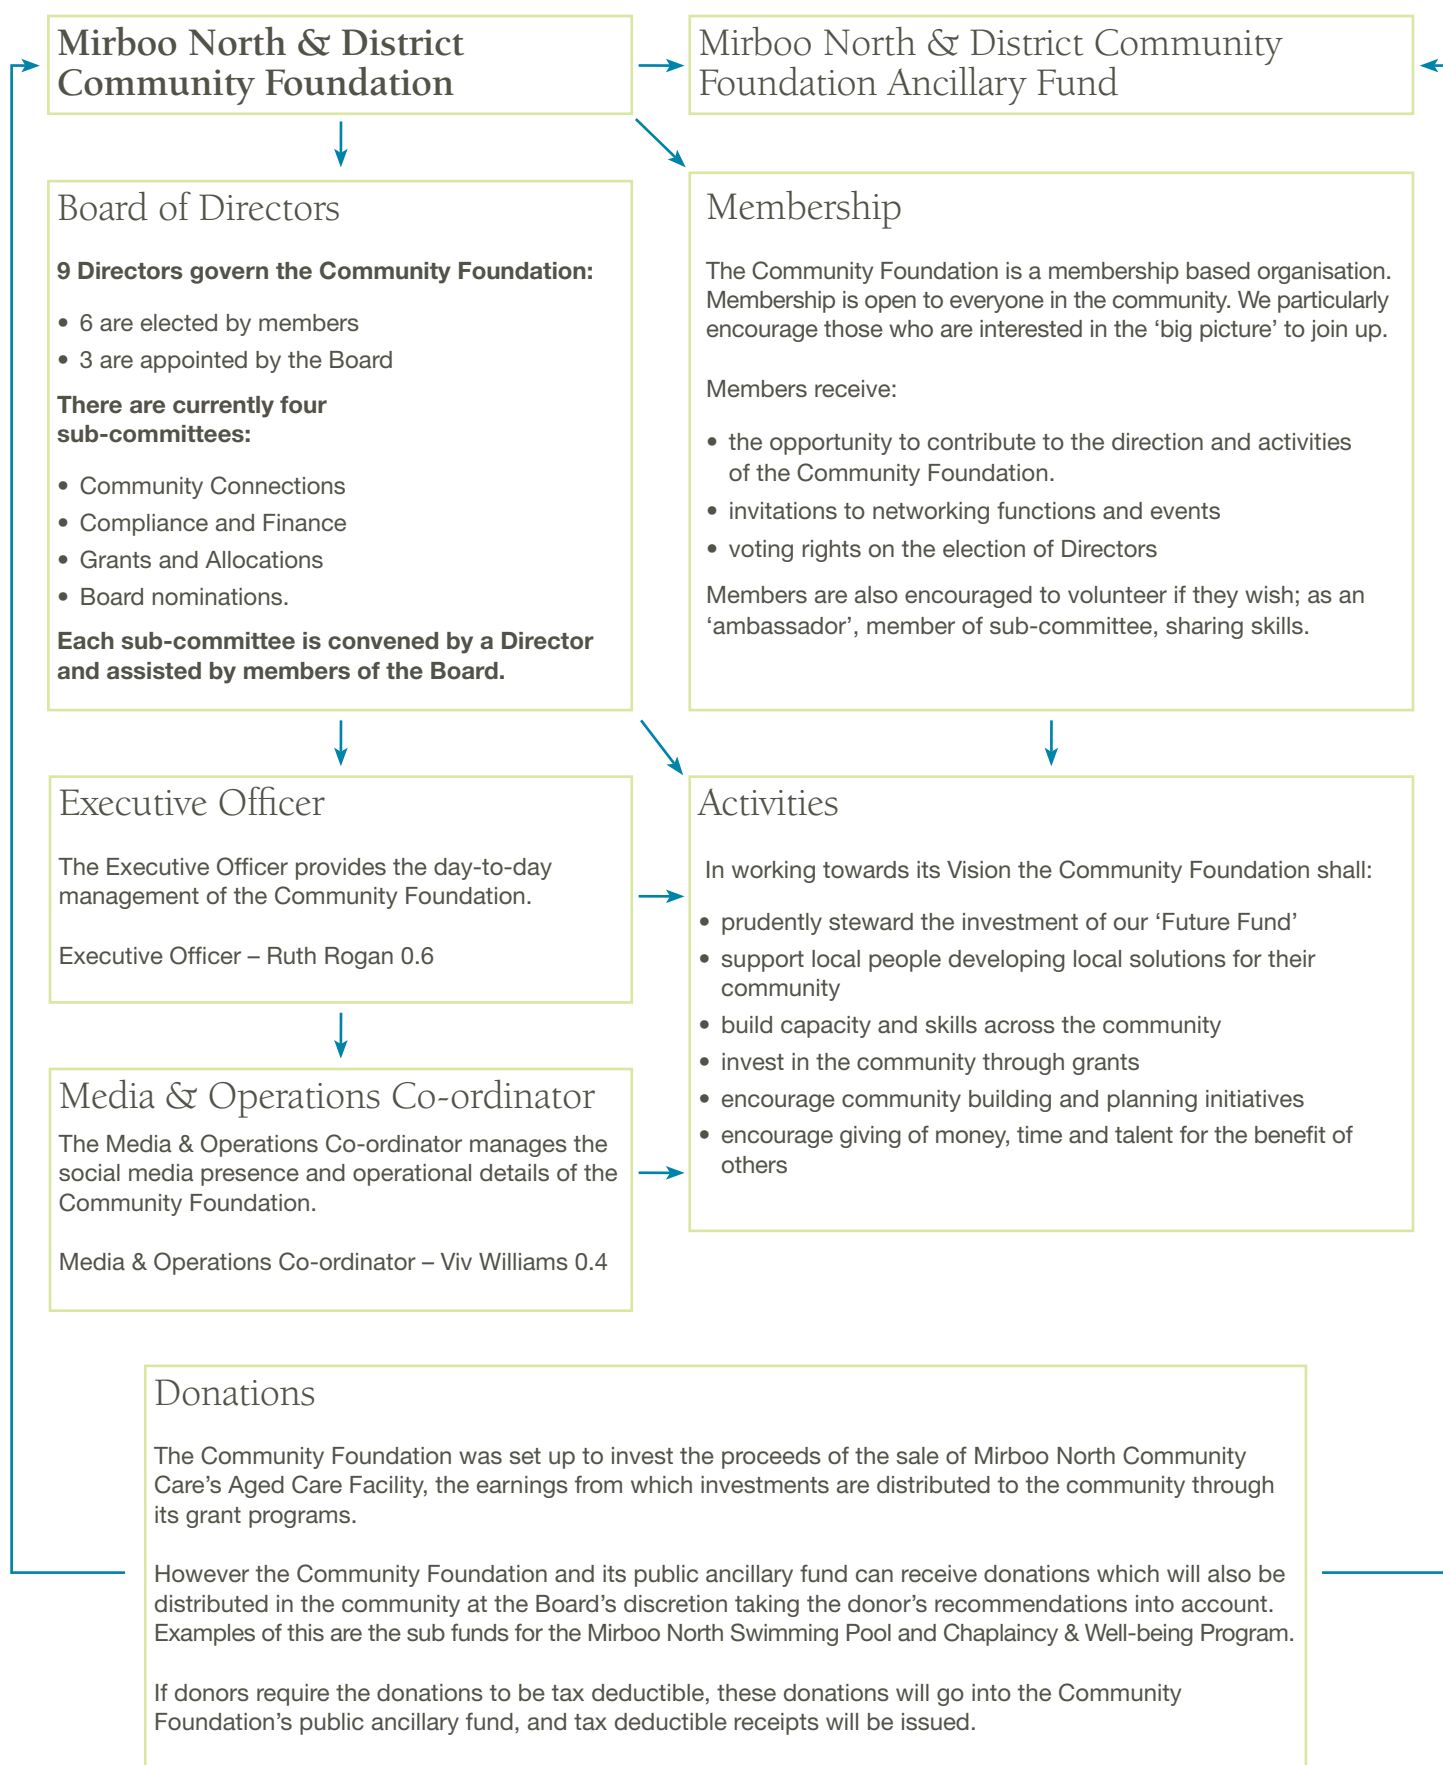 Mirboo North & District
Community Foundation
Mirboo North & District Community
Foundation Ancillary Fund
Board of Directors
9 Directors govern the Community Foundation:
• 6 are elected by members
• 3 are appointed by the Board
There are currently four
sub-committees:
• Community Connections
• Compliance and Finance
• Grants and Allocations
• Board nominations.
Each sub-committee is convened by a Director
and assisted by members of the Board.
Membership
The Community Foundation is a membership based organisation.
Membership is open to everyone in the community. We particularly
encourage those who are interested in the ‘big picture’ to join up.
Members receive:
• the opportunity to contribute to the direction and activities
of the Community Foundation.
• invitations to networking functions and events
• voting rights on the election of Directors
Members are also encouraged to volunteer if they wish; as an
‘ambassador’, member of sub-committee, sharing skills.
Executive Officer
The Executive Officer provides the day-to-day
management of the Community Foundation.
Executive Officer – Ruth Rogan 0.6
Activities
In working towards its Vision the Community Foundation shall:
• prudently steward the investment of our ‘Future Fund’
• support local people developing local solutions for their
community
• build capacity and skills across the community
• invest in the community through grants
• encourage community building and planning initiatives
• encourage giving of money, time and talent for the benefit of
others
Media & Operations Co-ordinator
The Media & Operations Co-ordinator manages the
social media presence and operational details of the
Community Foundation.
Media & Operations Co-ordinator – Viv Williams 0.4
Donations
The Community Foundation was set up to invest the proceeds of the sale of Mirboo North Community
Care’s Aged Care Facility, the earnings from which investments are distributed to the community through
its grant programs.
However the Community Foundation and its public ancillary fund can receive donations which will also be
distributed in the community at the Board’s discretion taking the donor’s recommendations into account.
Examples of this are the sub funds for the Mirboo North Swimming Pool and Chaplaincy & Well-being Program.
If donors require the donations to be tax deductible, these donations will go into the Community
Foundation’s public ancillary fund, and tax deductible receipts will be issued.